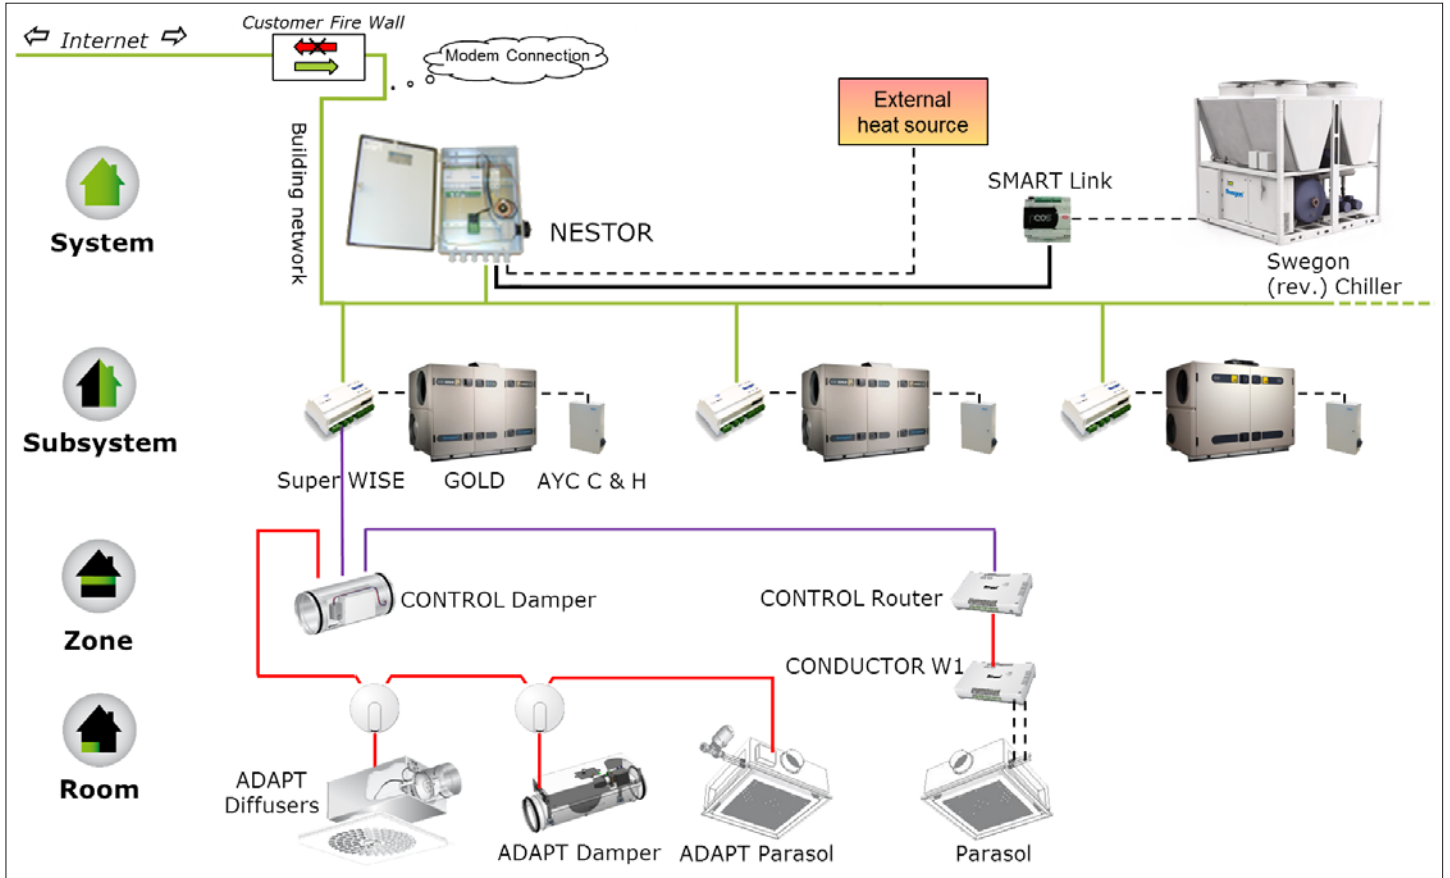 Customer Fire Wall
Internet
Modem Connection
Building network
External
heat source
SMART Link
pCOS
NESTOR
System
Swegon
(rev.) Chiller
Subsystem
Super WISE
GOLD
AYC C & H
CONTROL Damper
CONTROL Router
Zone
CONDUCTOR W1
Room
ADAPT
Diffusers
ADAPT Damper
ADAPT Parasol
Parasol